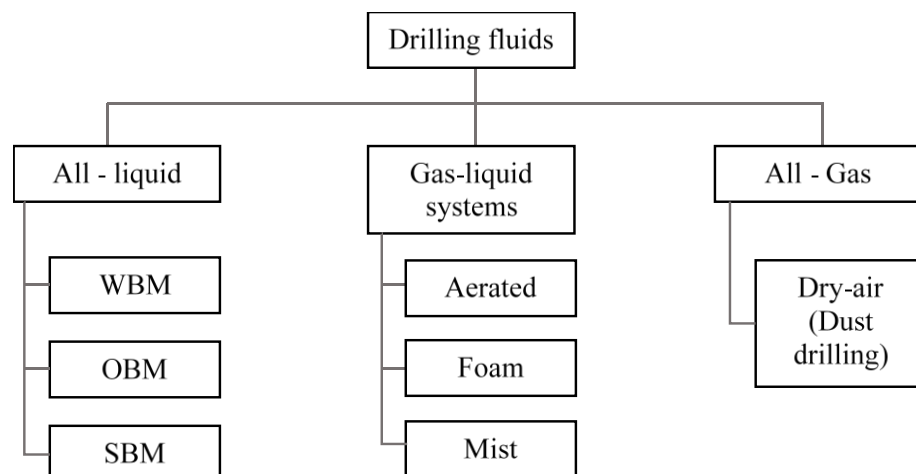 Drilling fluids
All - liquid
WBM
OBM
SBM
Gas-liquid
systems
Aerated
Foam
Mist
All - Gas
Dry-air
(Dust
drilling)